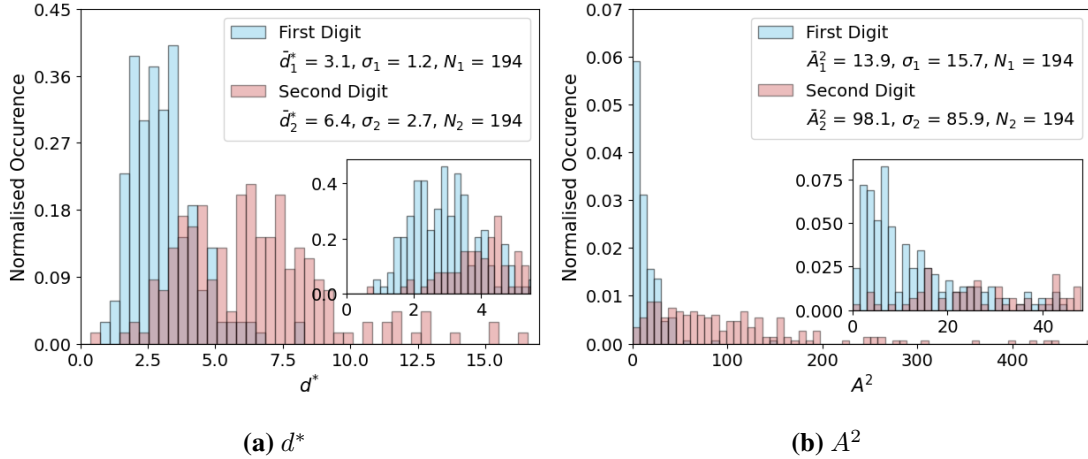 0.45
0.36
0.27
0.18
0.09
0.00
Normalised Occurence
First Digit
d̄*₁ = 3.1, σ₁ = 1.2, N₁ = 194
Second Digit
d̄*₂ = 6.4, σ₂ = 2.7, N₂ = 194
0.4
0.2
0.0
0 2 4
0.0 2.5 5.0 7.5 10.0 12.5 15.0
d*
(a) d*
0.07
0.06
0.05
0.04
0.03
0.02
0.01
0.00
Normalised Occurence
First Digit
Ā²₁ = 13.9, σ₁ = 15.7, N₁ = 194
Second Digit
Ā²₂ = 98.1, σ₂ = 85.9, N₂ = 194
0.075
0.050
0.025
0.000
0 20 40
0 100 200 300 400
A²
(b) A²